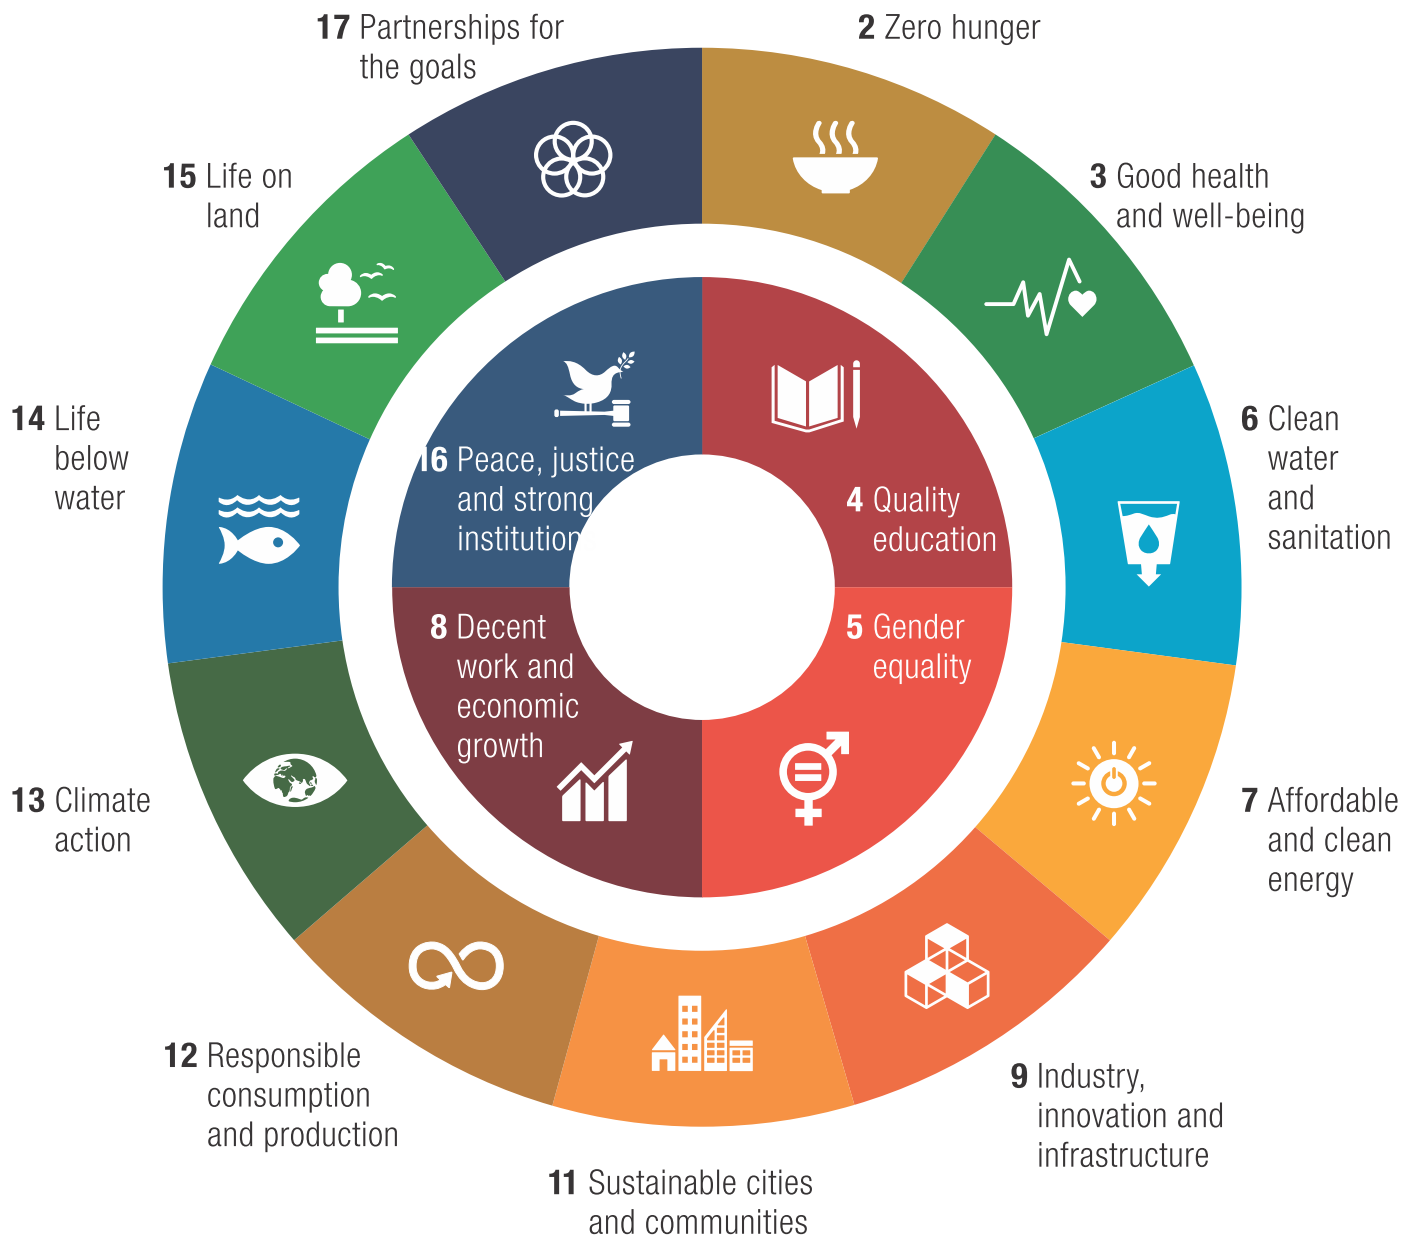 17 Partnerships for
the goals
2 Zero hunger
15 Life on
land
3 Good health
and well-being
14 Life
below
water
6 Clean
water
and
sanitation
16 Peace, justice
and strong
institution
4 Quality
education
8 Decent
work and
economic
growth
5 Gender
equality
13 Climate
action
7 Affordable
and clean
energy
12 Responsible
consumption
and production
9 Industry,
innovation and
infrastructure
11 Sustainable cities
and communities